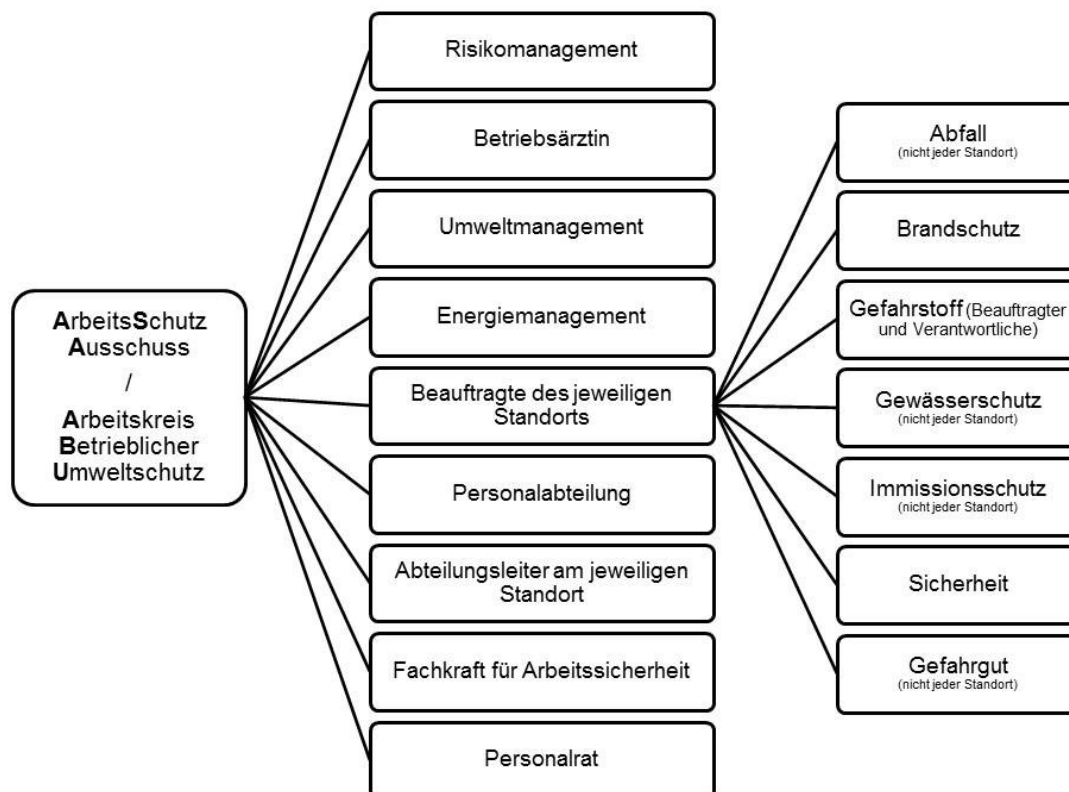 ArbeitsSchutz
Ausschuss
/
Arbeitskreis
Betrieblicher
Umweltschutz
Risikomanagement
Betriebsärztin
Umweltmanagement
Energiemanagement
Beauftragte des jeweiligen
Standorts
Personalabteilung
Abteilungsleiter am jeweiligen
Standort
Fachkraft für Arbeitssicherheit
Personalrat
Abfall
(nicht jeder Standort)
Brandschutz
Gefahrstoff (Beauftragter
und Verantwortliche)
Gewässerschutz
(nicht jeder Standort)
Immissionsschutz
(nicht jeder Standort)
Sicherheit
Gefahrgut
(nicht jeder Standort)